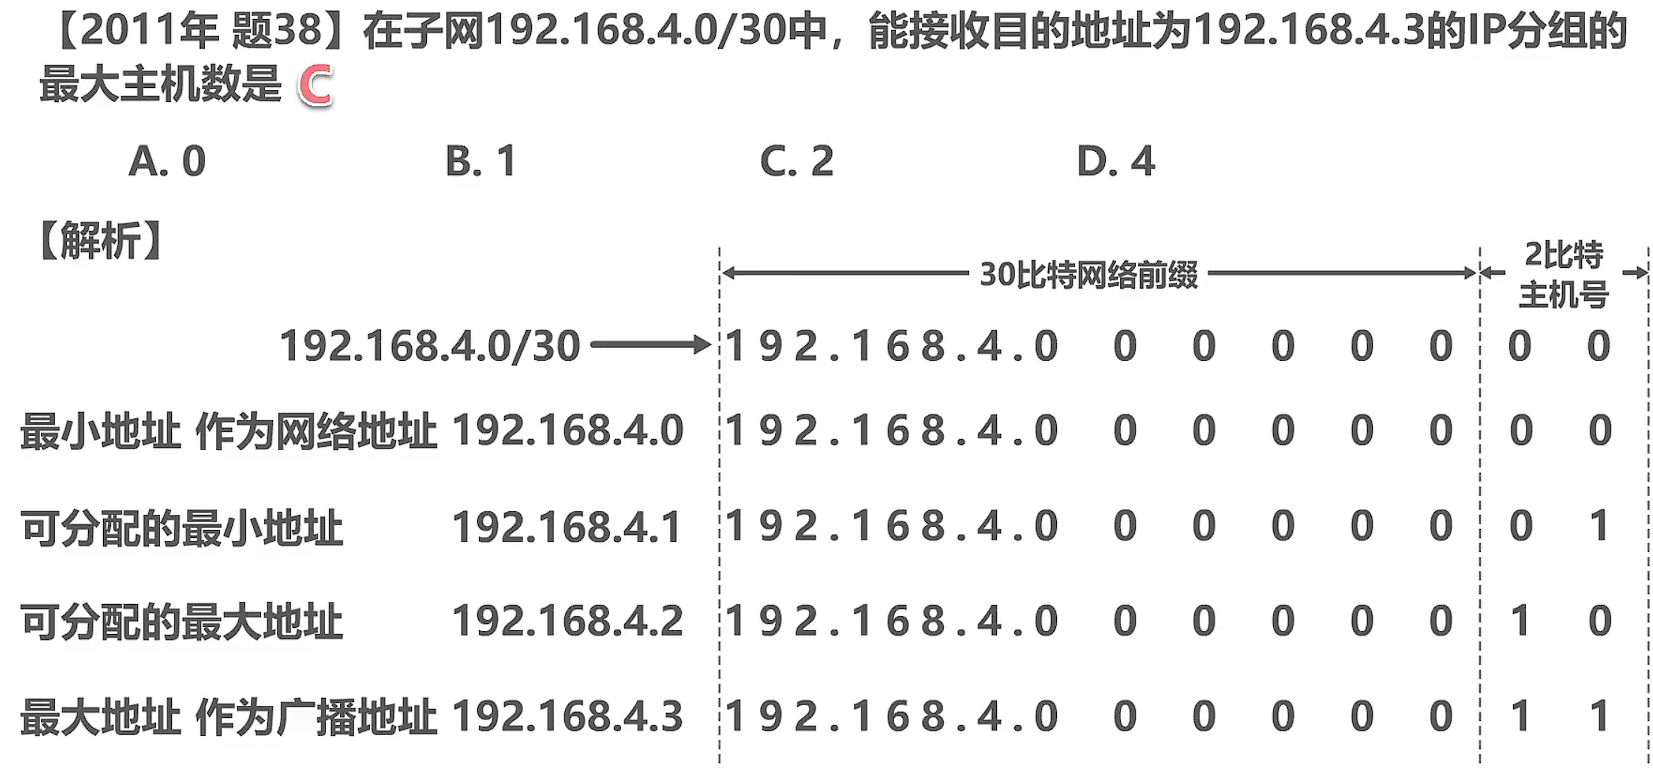 【2011年 题38】在子网192.168.4.0/30中，能接收目的地址为192.168.4.3的IP分组的
最大主机数是 C
A. 0 B. 1 C. 2 D. 4
【解析】
30比特网络前缀 2比特
主机号
192.168.4.0/30 192.168.4.0 0 0 0 0 0 0 0
最小地址 作为网络地址 192.168.4.0 192.168.4.0 0 0 0 0 0 0 0
可分配的最小地址 192.168.4.1 192.168.4.0 0 0 0 0 0 0 1
可分配的最大地址 192.168.4.2 192.168.4.0 0 0 0 0 0 1 0
最大地址 作为广播地址 192.168.4.3 192.168.4.0 0 0 0 0 0 1 1